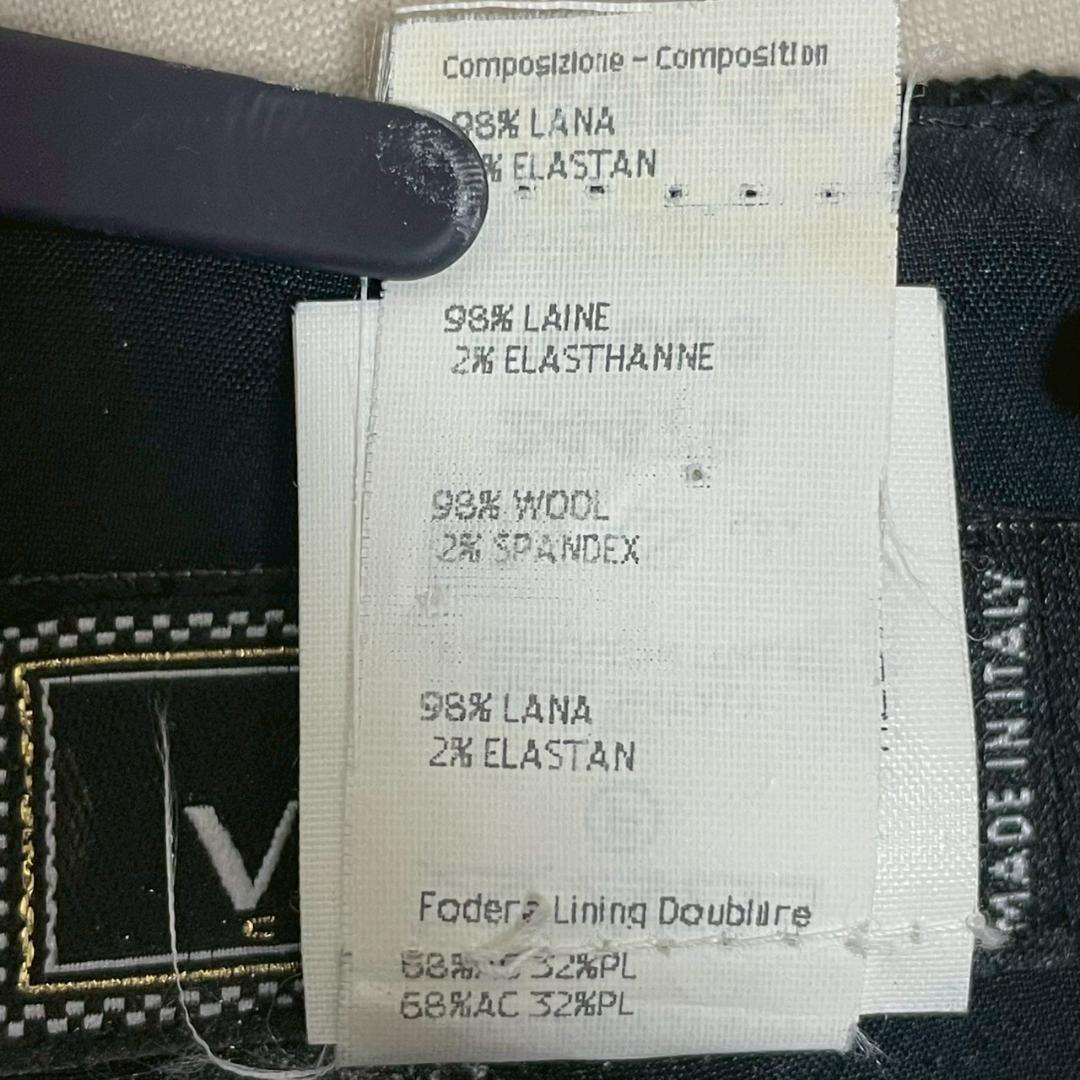 Composizione - Composition
98% LANA
% ELASTAN
98% LAINE
2% ELASTHANNE
98% WOOL
2% SPANDEX
98% LANA
2% ELASTAN
Fodera Lining Doublure
68%AC 32%PL
68%AC 32%PL
MADE IN ITALY
V